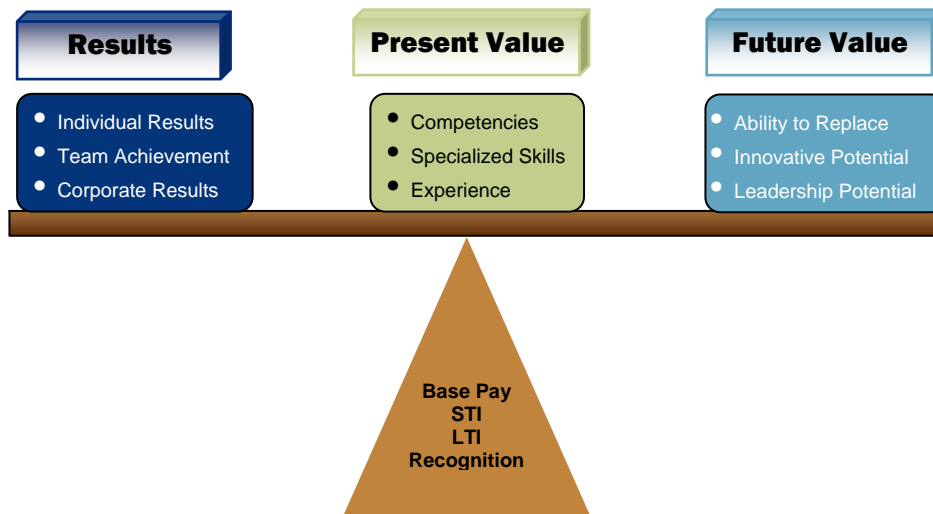 Results
Individual Results
Team Achievement
Corporate Results
Present Value
Competencies
Specialized Skills
Experience
Future Value
Ability to Replace
Innovative Potential
Leadership Potential
Base Pay
STI
LTI
Recognition